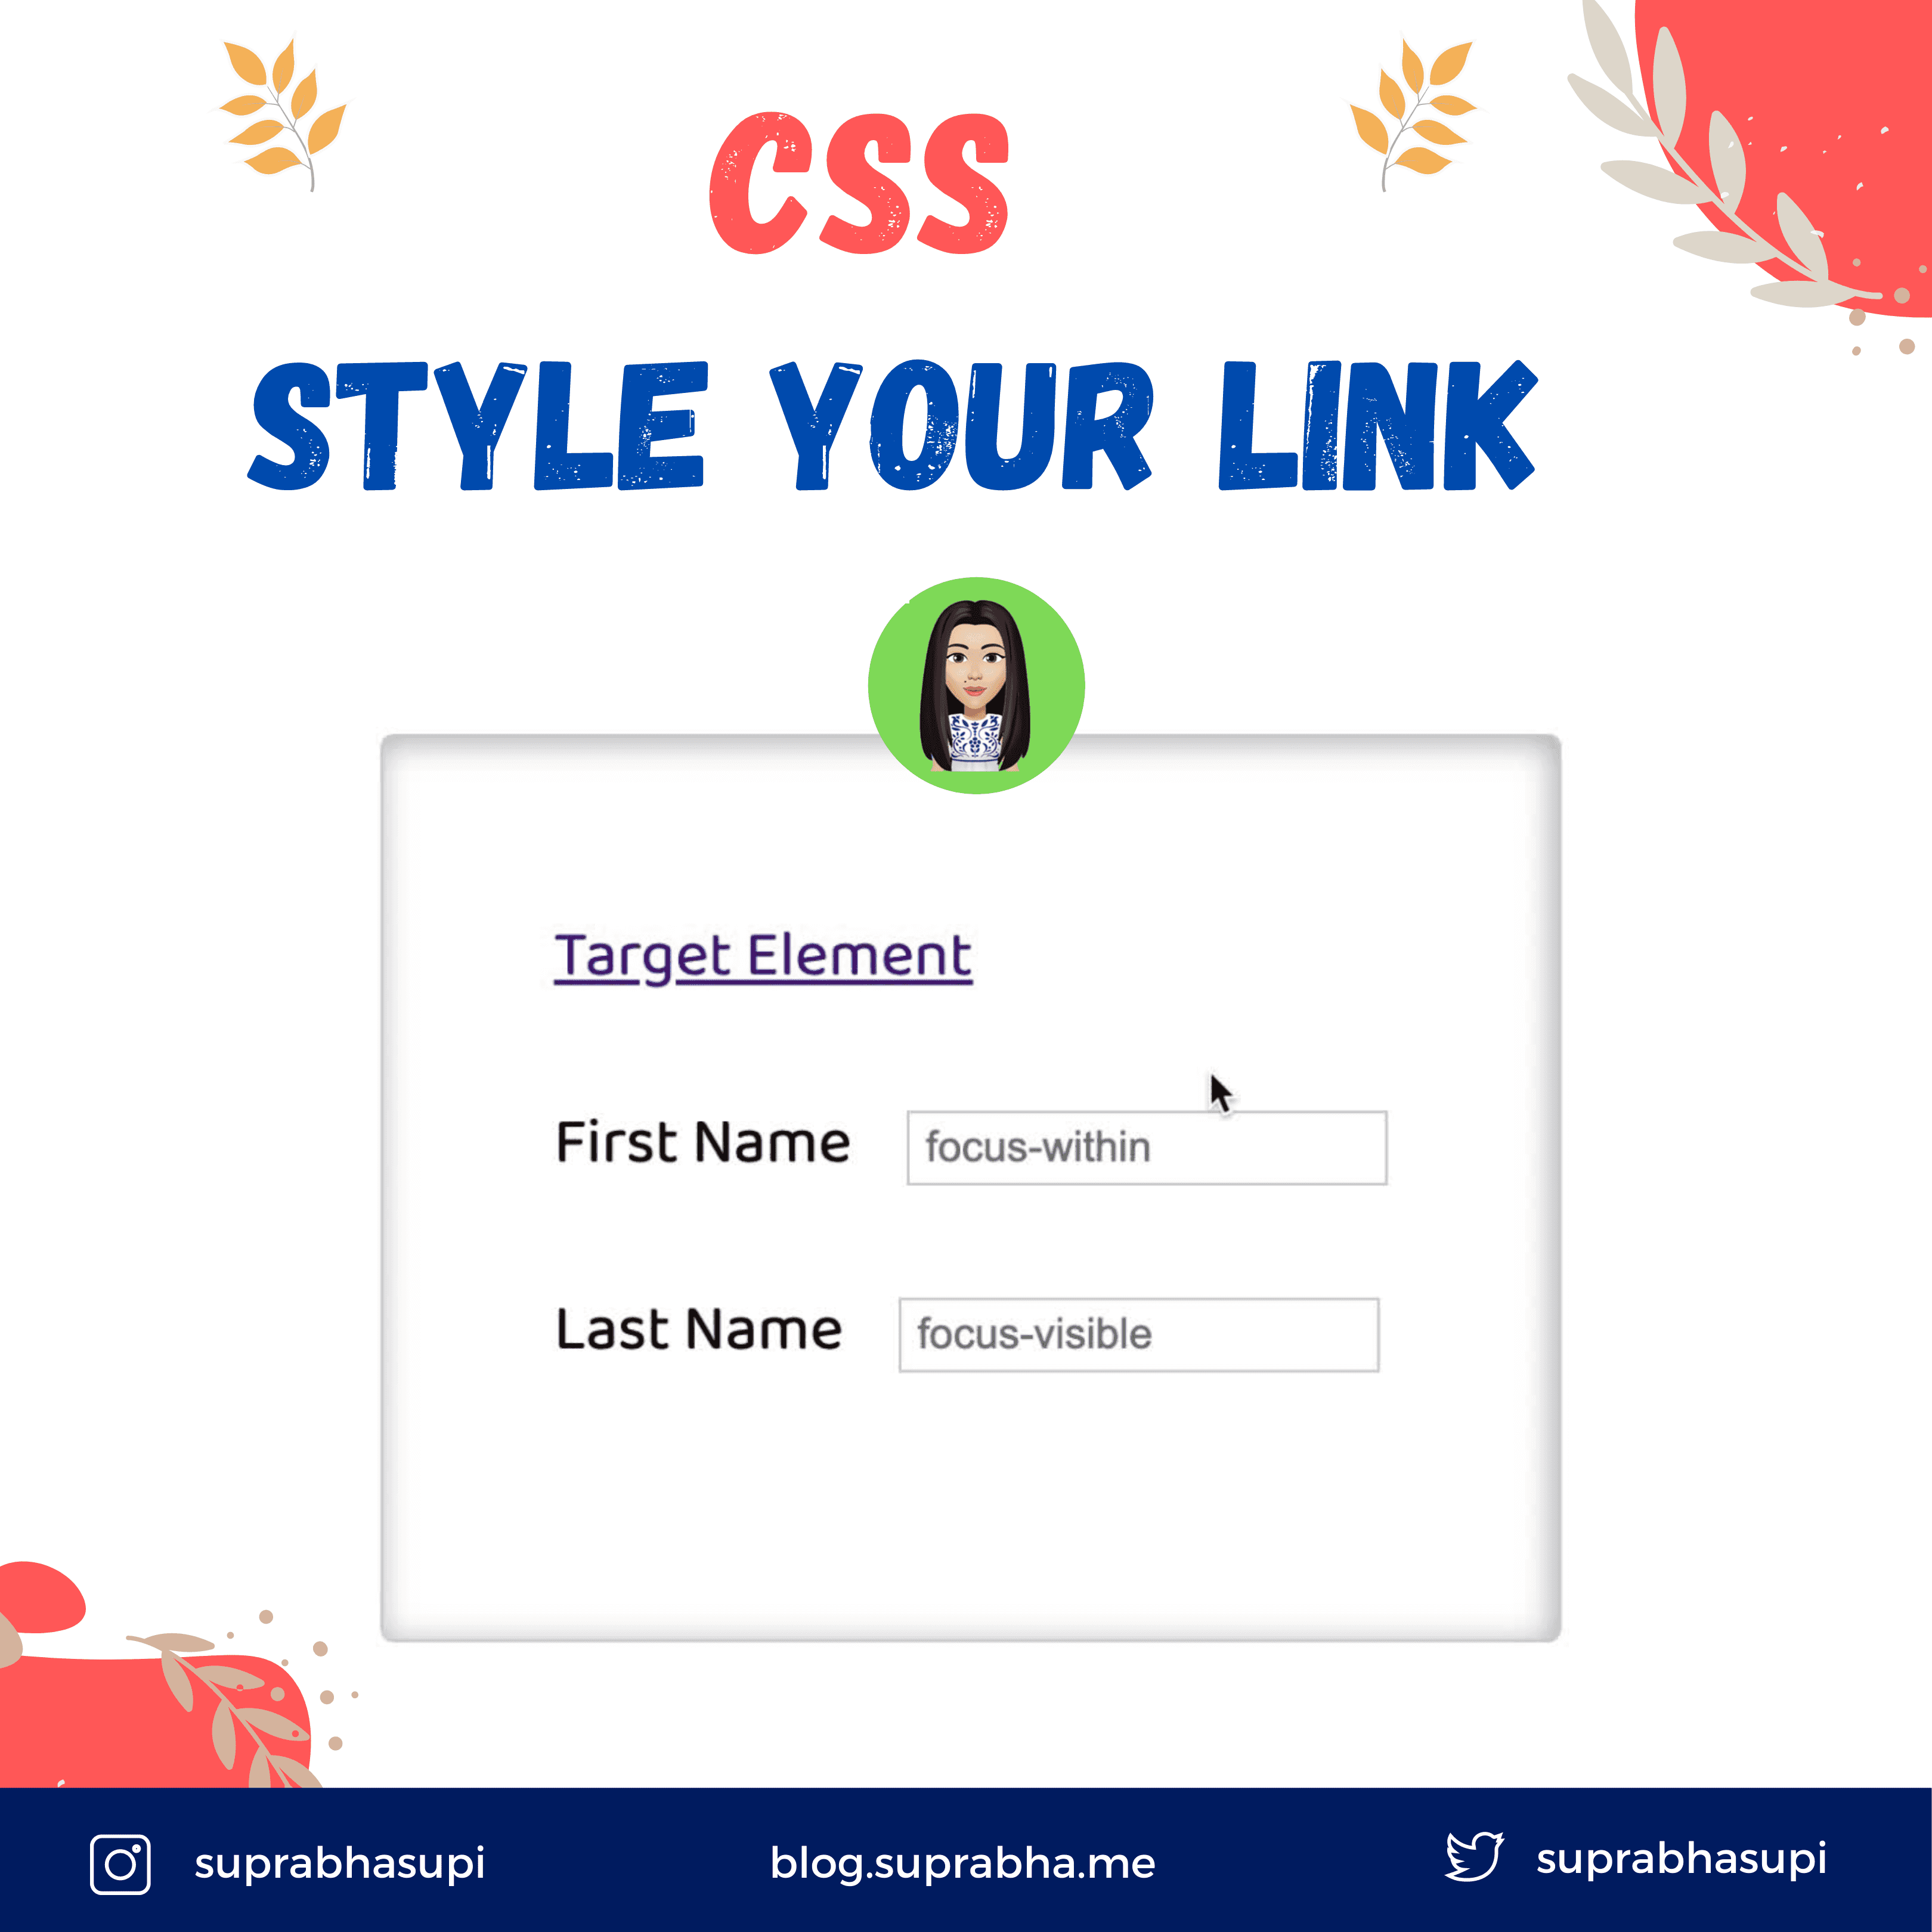 CSS
STYLE YOUR LINK
Target Element
First Name focus-within
Last Name focus-visible
suprabhasupi blog.suprabha.me suprabhasupi